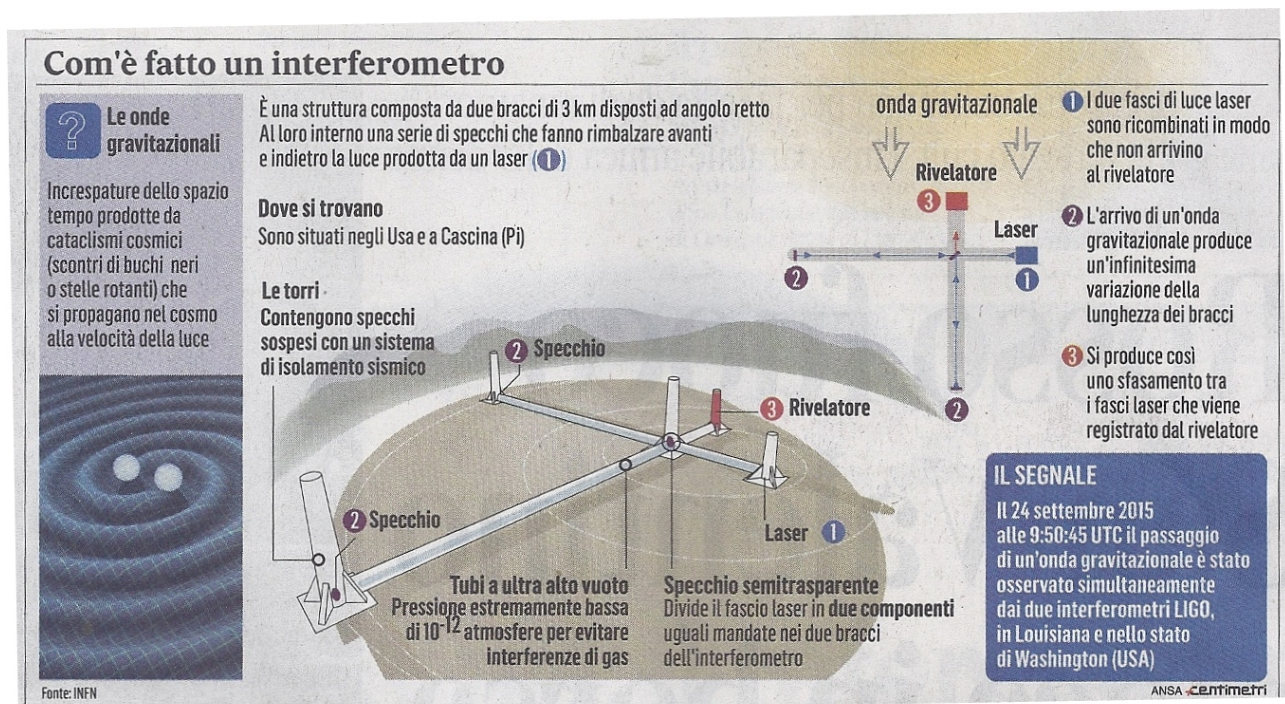 Com'è fatto un interferometro
?
Le onde
gravitazionali
Increspature dello spazio
tempo prodotte da
cataclismi cosmici
(scontri di buchi neri
o stelle rotanti) che
si propagano nel cosmo
alla velocità della luce
È una struttura composta da due bracci di 3 km disposti ad angolo retto
Al loro interno una serie di specchi che fanno rimbalzare avanti
e indietro la luce prodotta da un laser (1)
Dove si trovano
Sono situati negli Usa e a Cascina (Pi)
Le torri
Contengono specchi
sospesi con un sistema
di isolamento sismico
2 Specchio
3 Rivelatore
2 Specchio
Laser 1
Tubi a ultra alto vuoto
Pressione estremamente bassa
di 10-12 atmosfere per evitare
interferenze di gas
Specchio semitrasparente
Divide il fascio laser in due componenti
uguali mandate nei due bracci
dell'interferometro
onda gravitazionale
Rivelatore
3
Laser
2
1
2
1 I due fasci di luce laser
sono ricombinati in modo
che non arrivino
al rivelatore
2 L'arrivo di un'onda
gravitazionale produce
un'infinitesima
variazione della
lunghezza dei bracci
3 Si produce così
uno sfasamento tra
i fasci laser che viene
registrato dal rivelatore
IL SEGNALE
Il 24 settembre 2015
alle 9:50:45 UTC il passaggio
di un'onda gravitazionale è stato
osservato simultaneamente
dai due interferometri LIGO,
in Louisiana e nello stato
di Washington (USA)
Fonte: INFN
ANSA centimetri